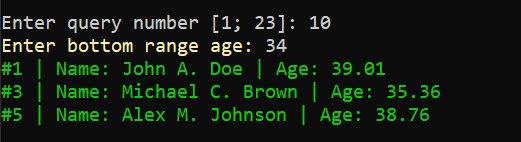 Enter query number [1; 23]: 10
Enter bottom range age: 34
#1 | Name: John A. Doe | Age: 39.01
#3 | Name: Michael C. Brown | Age: 35.36
#5 | Name: Alex M. Johnson | Age: 38.76